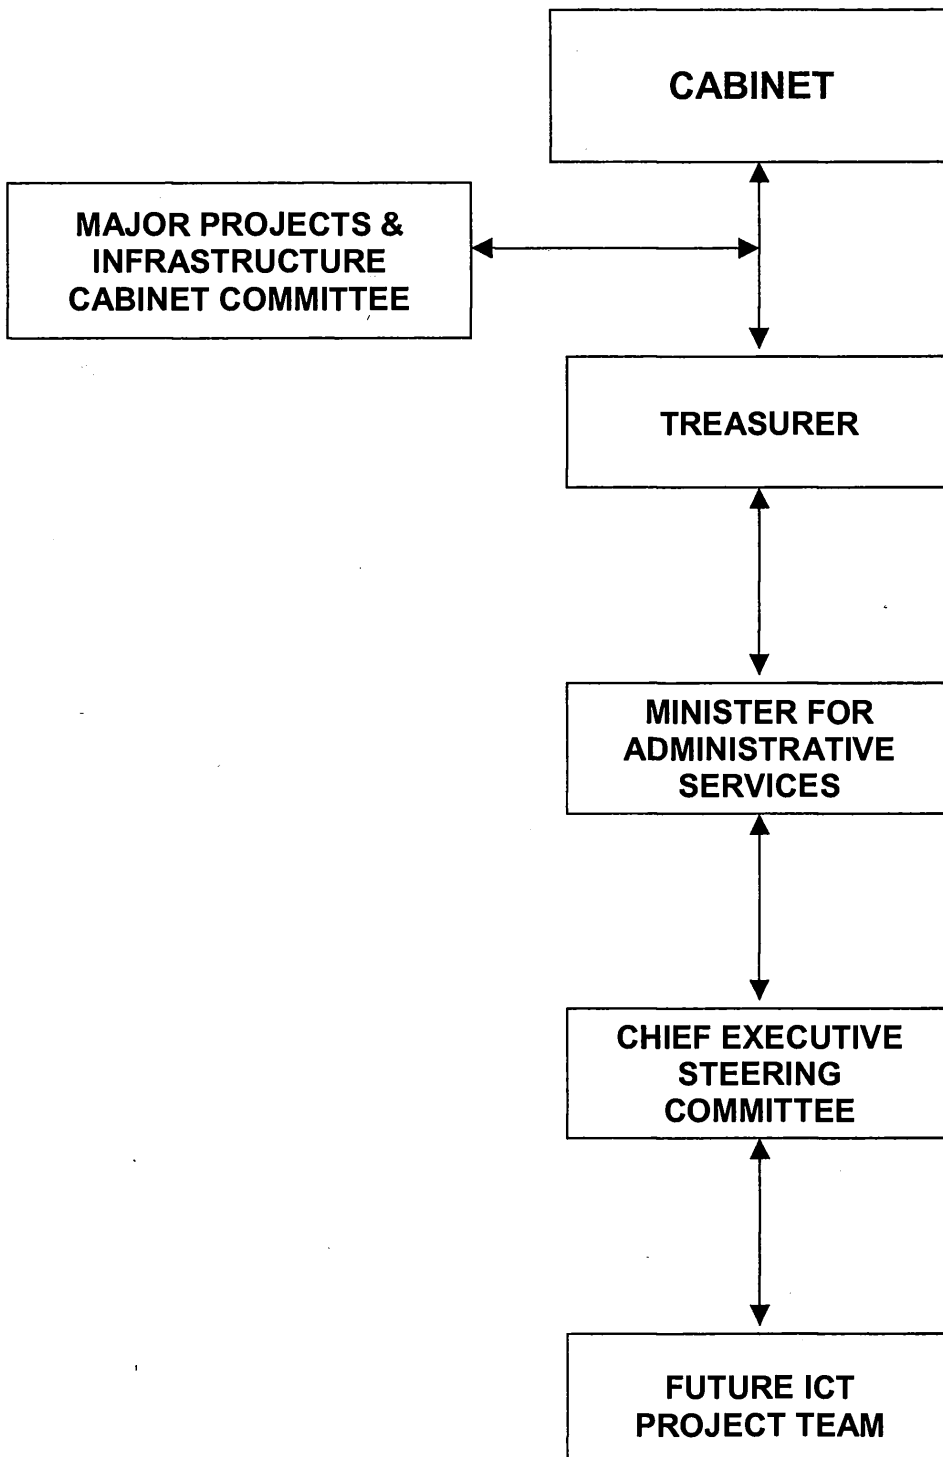 CABINET
MAJOR PROJECTS &
INFRASTRUCTURE
CABINET COMMITTEE
TREASURER
MINISTER FOR
ADMINISTRATIVE
SERVICES
CHIEF EXECUTIVE
STEERING
COMMITTEE
FUTURE ICT
PROJECT TEAM